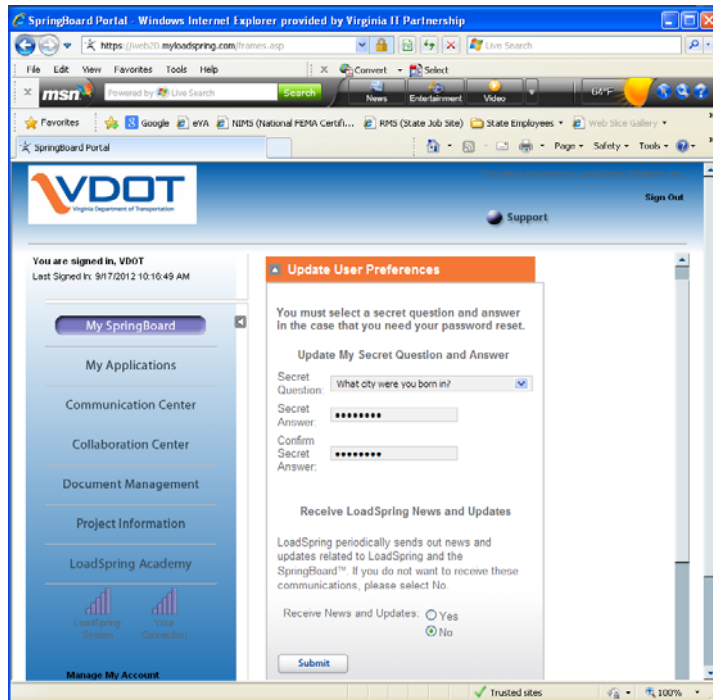 SpringBoard Portal - Windows Internet Explorer provided by Virginia IT Partnership
https://web20.myloadspring.com/frames.asp
Live Search
File Edit View Favorites Tools Help
Convert Select
msn Powered by Live Search Search News Entertainment Video 64°F
Favorites Google eYA NIMS (National FEMA Certifi... RMS (State Job Site) State Employees Web Slice Gallery
SpringBoard Portal Page Safety Tools
VDOT
Virginia Department of Transportation
Sign Out
Support
You are signed in, VDOT
Last Signed In: 9/17/2012 10:16:49 AM
My SpringBoard
My Applications
Communication Center
Collaboration Center
Document Management
Project Information
LoadSpring Academy
LoadSpring System
Your Connection
Manage My Account
Update User Preferences
You must select a secret question and answer
in the case that you need your password reset.
Update My Secret Question and Answer
Secret
Question: What city were you born in?
Secret
Answer: ••••••••
Confirm
Secret
Answer: ••••••••
Receive LoadSpring News and Updates
LoadSpring periodically sends out news and
updates related to LoadSpring and the
SpringBoard™. If you do not want to receive these
communications, please select No.
Receive News and Updates: Yes
No
Submit
Trusted sites 100%